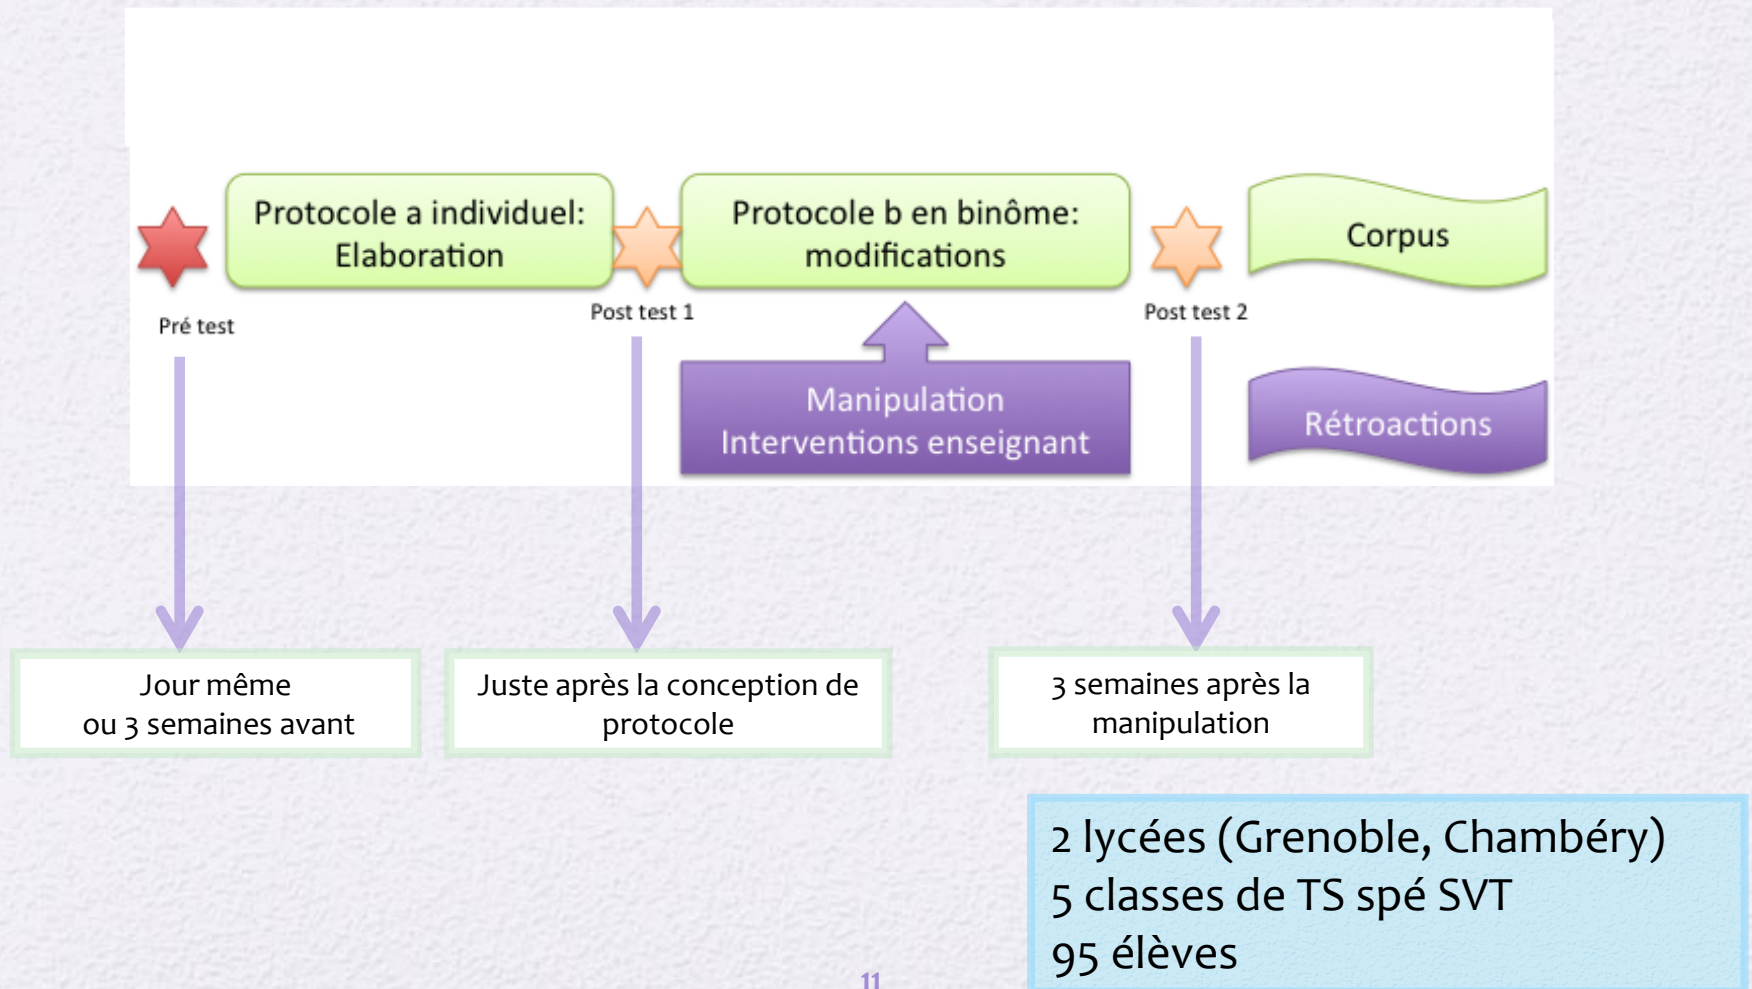 Protocole a individuel:
Elaboration
Protocole b en binôme:
modifications
Corpus
Pré test
Post test 1
Post test 2
Manipulation
Interventions enseignant
Rétroactions
Jour même
ou 3 semaines avant
Juste après la conception de
protocole
3 semaines après la
manipulation
2 lycées (Grenoble, Chambéry)
5 classes de TS spé SVT
95 élèves
11